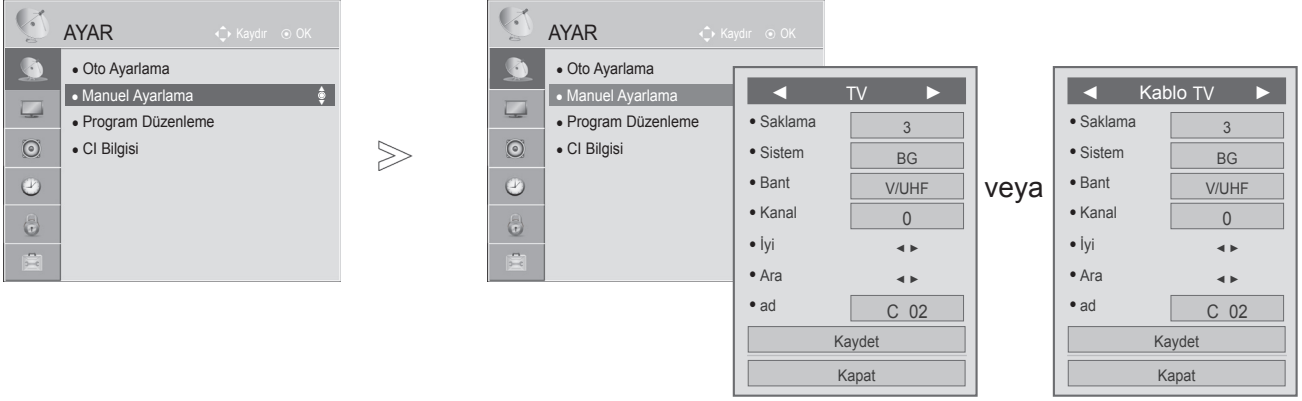 AYAR Kaydır OK
• Oto Ayarlama
• Manuel Ayarlama
• Program Düzenleme
• CI Bilgisi
AYAR Kaydır OK
• Oto Ayarlama
• Manuel Ayarlama
• Program Düzenleme
• CI Bilgisi
◄ TV ►
• Saklama 3
• Sistem BG
• Bant V/UHF
• Kanal 0
• İyi ◄ ►
• Ara ◄ ►
• ad C 02
Kaydet
Kapat
veya
◄ Kablo TV ►
• Saklama 3
• Sistem BG
• Bant V/UHF
• Kanal 0
• İyi ◄ ►
• Ara ◄ ►
• ad C 02
Kaydet
Kapat